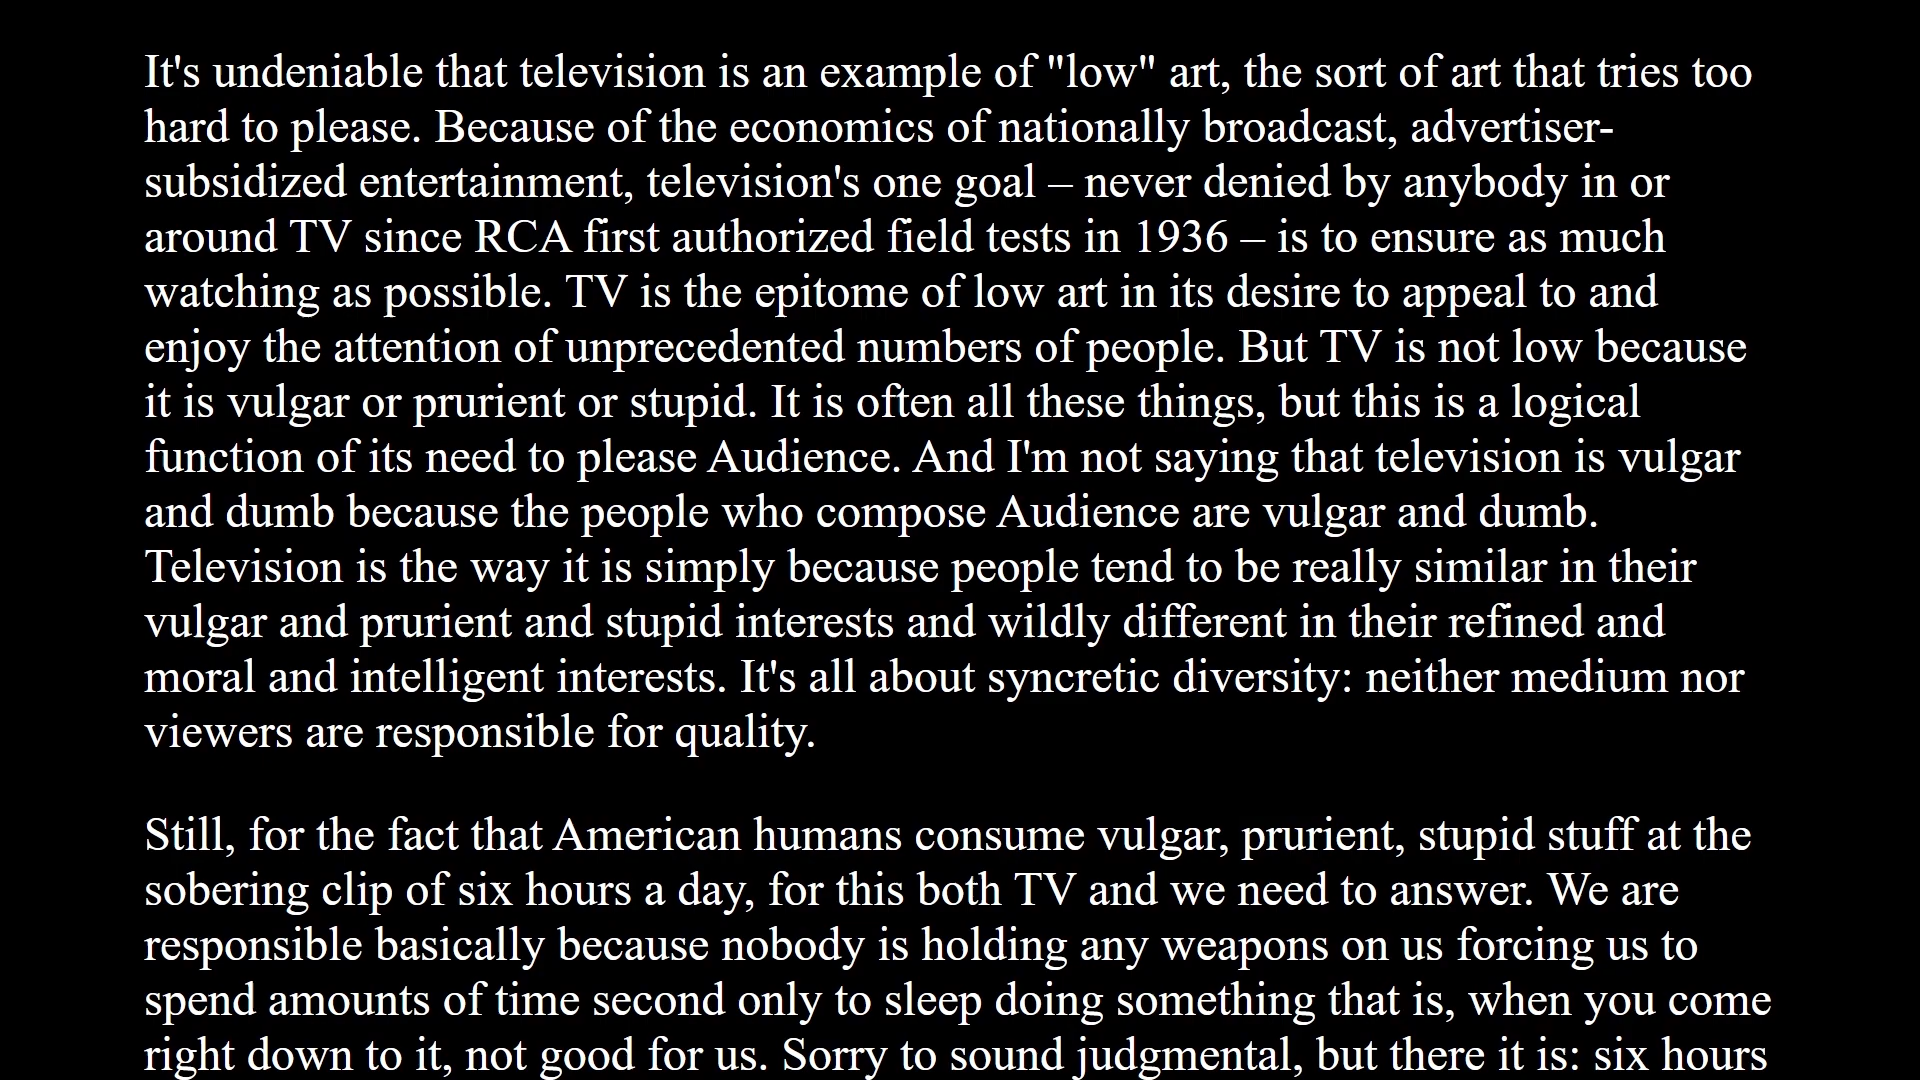 It's undeniable that television is an example of "low" art, the sort of art that tries too
hard to please. Because of the economics of nationally broadcast, advertiser-
subsidized entertainment, television's one goal – never denied by anybody in or
around TV since RCA first authorized field tests in 1936 – is to ensure as much
watching as possible. TV is the epitome of low art in its desire to appeal to and
enjoy the attention of unprecedented numbers of people. But TV is not low because
it is vulgar or prurient or stupid. It is often all these things, but this is a logical
function of its need to please Audience. And I'm not saying that television is vulgar
and dumb because the people who compose Audience are vulgar and dumb.
Television is the way it is simply because people tend to be really similar in their
vulgar and prurient and stupid interests and wildly different in their refined and
moral and intelligent interests. It's all about syncretic diversity: neither medium nor
viewers are responsible for quality.
Still, for the fact that American humans consume vulgar, prurient, stupid stuff at the
sobering clip of six hours a day, for this both TV and we need to answer. We are
responsible basically because nobody is holding any weapons on us forcing us to
spend amounts of time second only to sleep doing something that is, when you come
right down to it, not good for us. Sorry to sound judgmental, but there it is: six hours